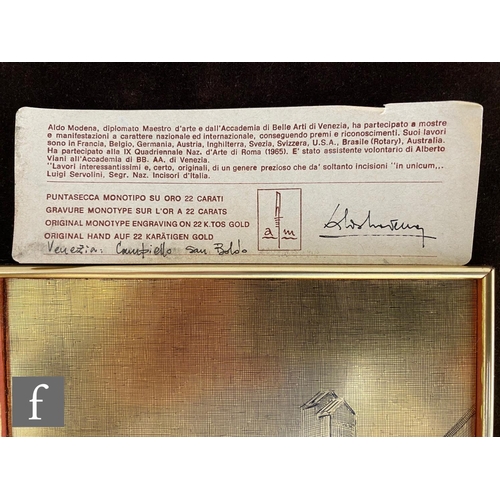 Aldo Modena, diplomato Maestro d'arte e dall'Accademia di Belle Arti di Venezia, ha partecipato a mostre
e manifestazioni a carattere nazionale ed internazionale, conseguendo premi e riconoscimenti. Suoi lavori
sono in Francia, Belgio, Germania, Austria, Inghilterra, Svezia, Svizzera, U.S.A., Brasile (Rotary), Australia.
Ha partecipato alla IX Quadriennale Naz. d'Arte di Roma (1965). E' stato assistente volontario di Alberto
Viani all'Accademia di BB. AA. di Venezia.
"Lavori interessantissimi e, certo, originali, di un genere prezioso che da' soltanto incisioni "in unicum,,.
Luigi Servolini, Segr. Naz. Incisori d'Italia.
PUNTASECCA MONOTIPO SU ORO 22 CARATI
GRAVURE MONOTYPE SUR L'OR A 22 CARATS
ORIGINAL MONOTYPE ENGRAVING ON 22 K.TOS GOLD
ORIGINAL HAND AUF 22 KARÄTIGEN GOLD
a m
Venezia: Campiello san Boldo
f